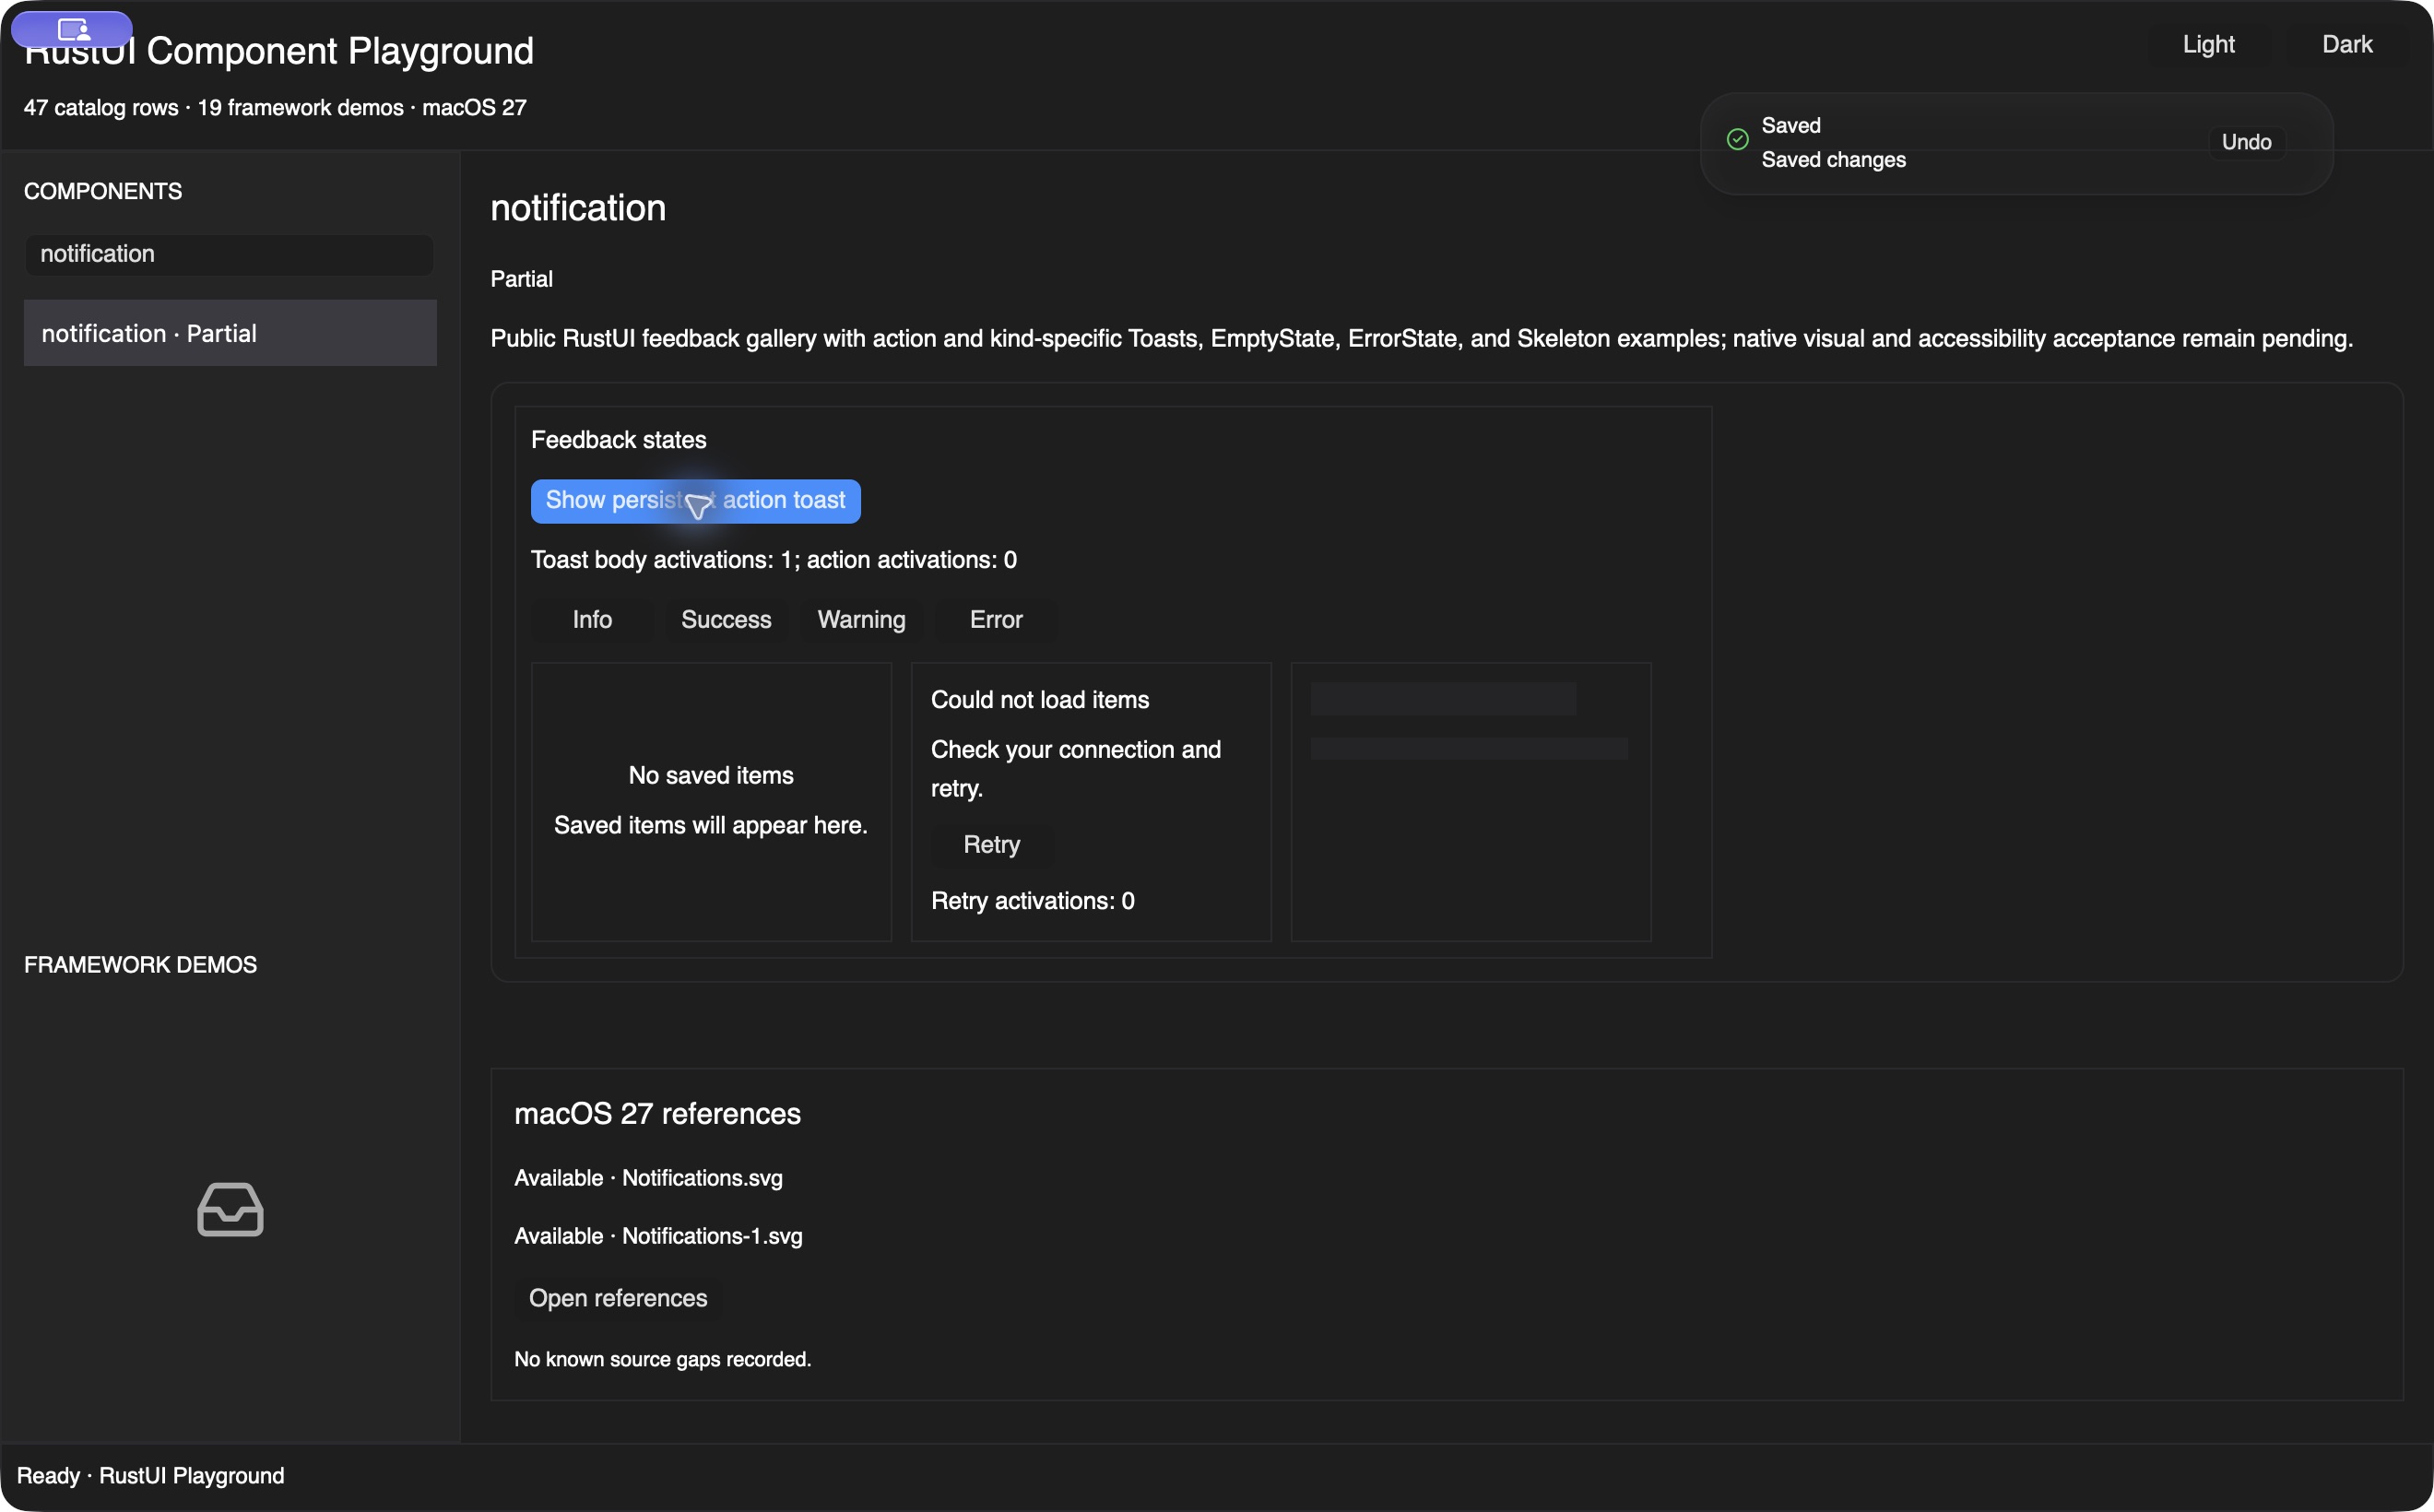 RustUI Component Playground
47 catalog rows · 19 framework demos · macOS 27
Light
Dark
Saved
Saved changes
Undo
COMPONENTS
notification
notification · Partial
notification
Partial
Public RustUI feedback gallery with action and kind-specific Toasts, EmptyState, ErrorState, and Skeleton examples; native visual and accessibility acceptance remain pending.
Feedback states
Show persistent action toast
Toast body activations: 1; action activations: 0
Info
Success
Warning
Error
No saved items
Saved items will appear here.
Could not load items
Check your connection and
retry.
Retry
Retry activations: 0
FRAMEWORK DEMOS
macOS 27 references
Available · Notifications.svg
Available · Notifications-1.svg
Open references
No known source gaps recorded.
Ready · RustUI Playground